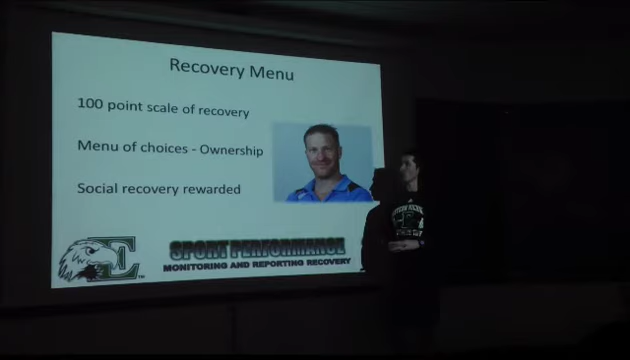 Recovery Menu
100 point scale of recovery
Menu of choices - Ownership
Social recovery rewarded
E
TM
SPORT PERFORMANCE
MONITORING AND REPORTING RECOVERY